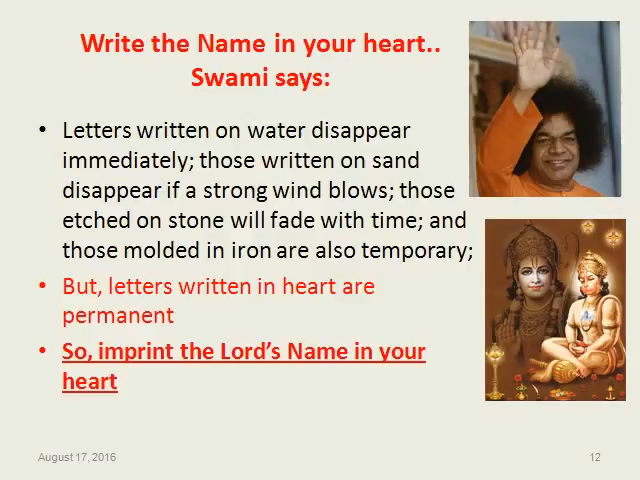 Write the Name in your heart..
Swami says:
• Letters written on water disappear
immediately; those written on sand
disappear if a strong wind blows; those
etched on stone will fade with time; and
those molded in iron are also temporary;
• But, letters written in heart are
permanent
• So, imprint the Lord's Name in your
heart
August 17, 2016
12